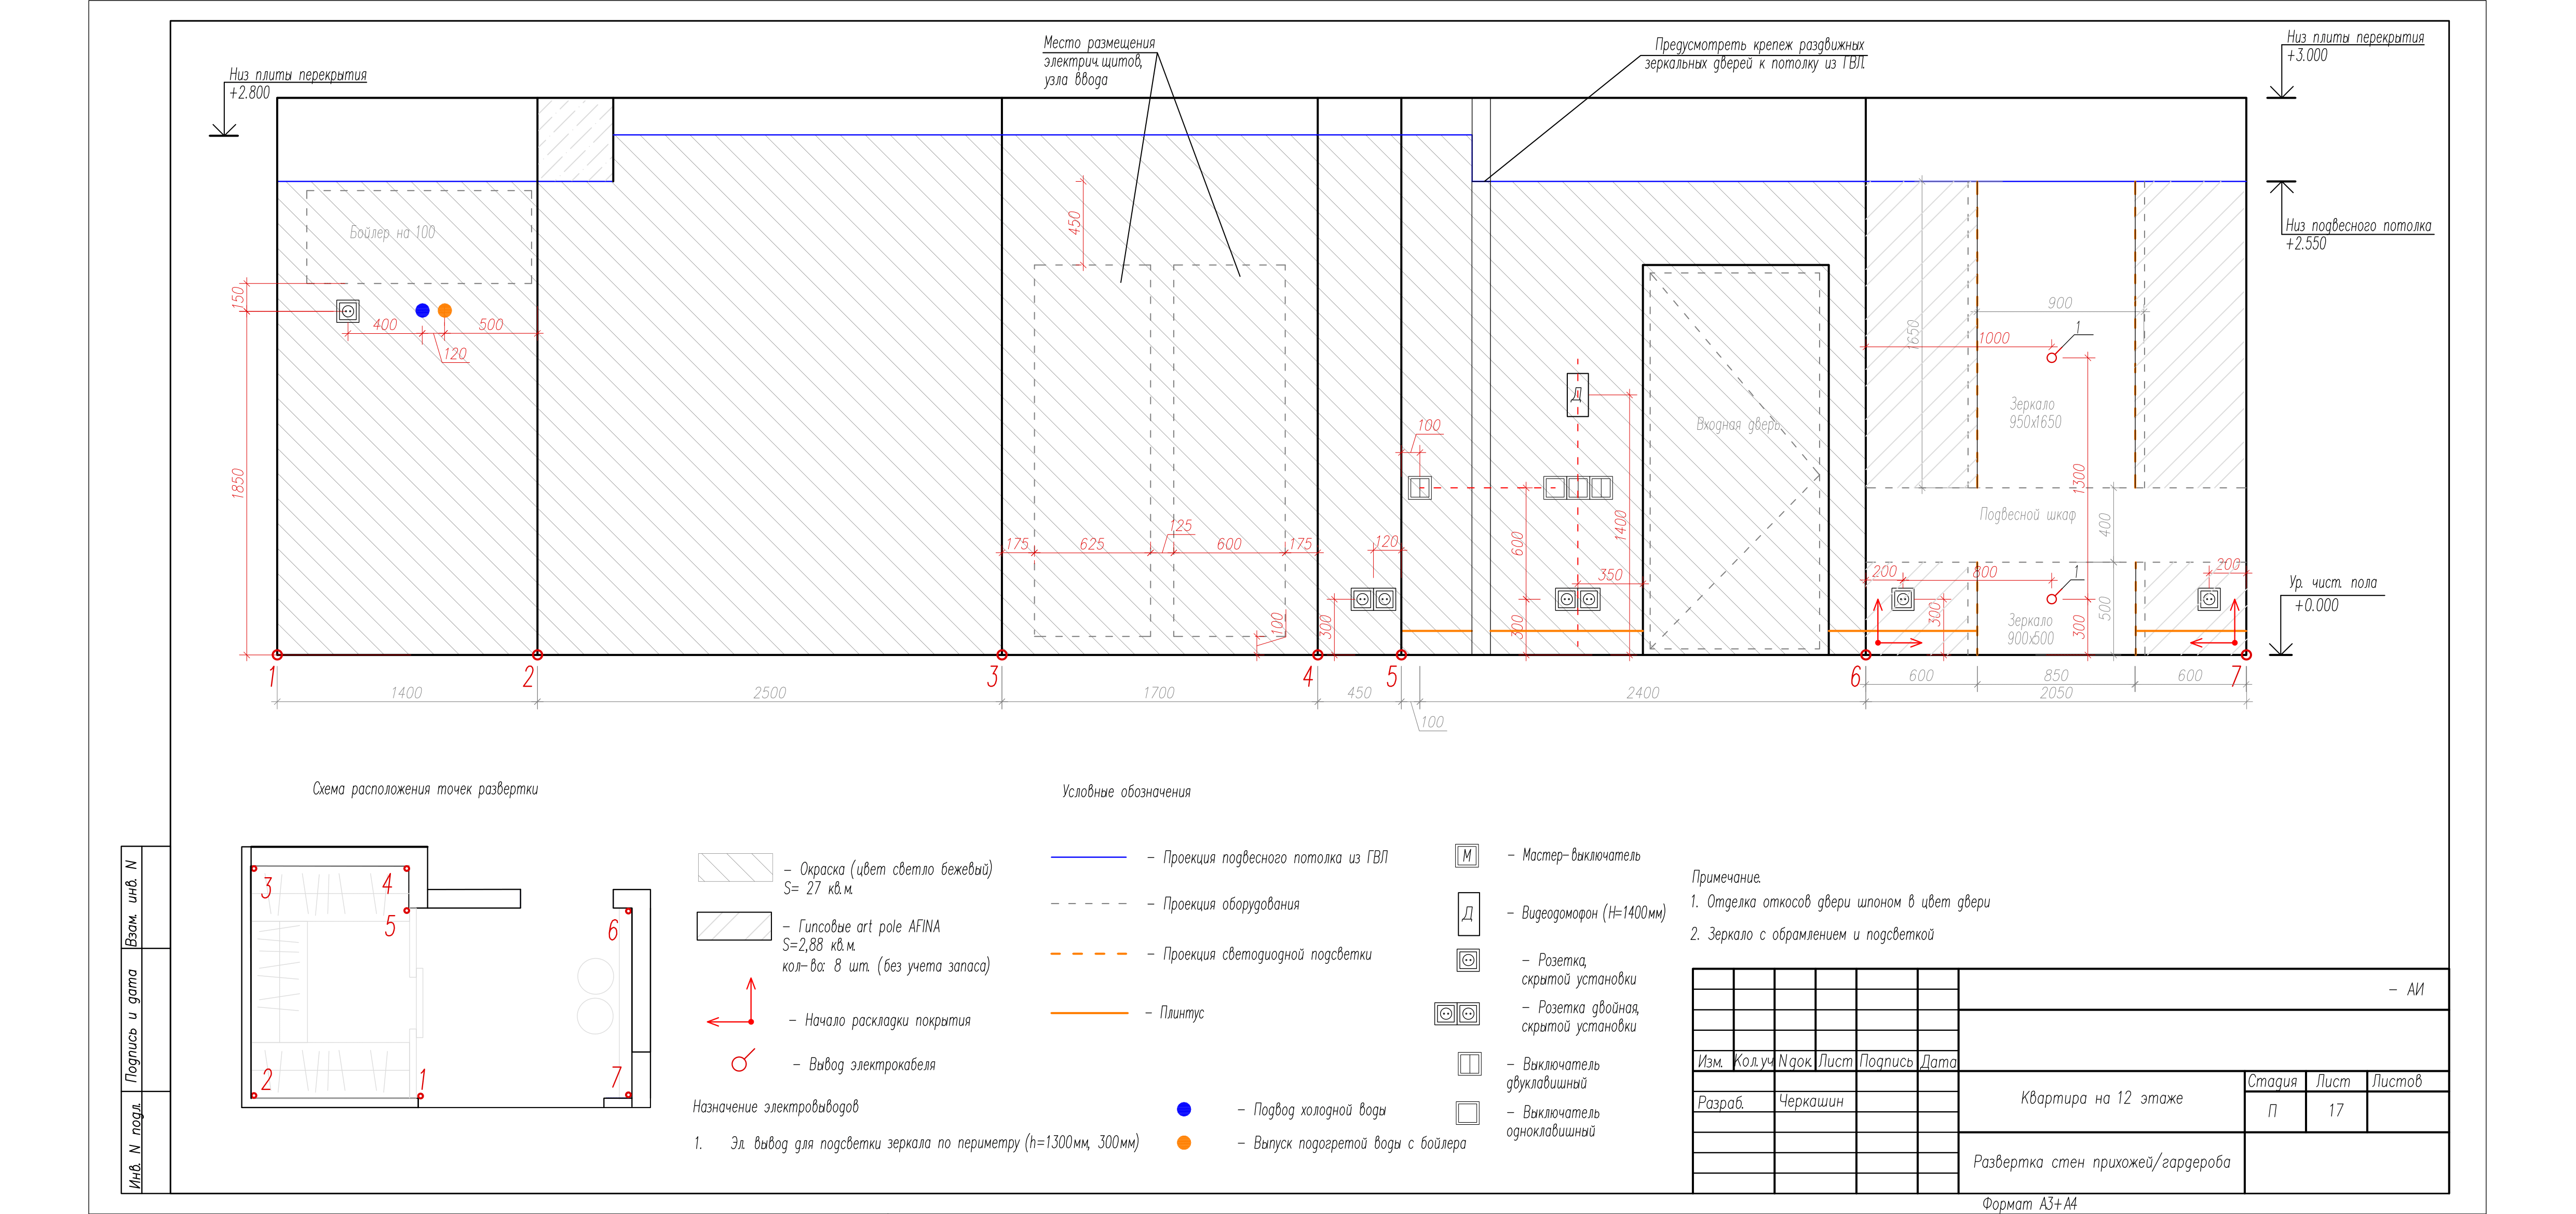 Низ плиты перекрытия
+2.800
Место размещения
электрич.щитов,
узла ввода
Предусмотреть крепеж раздвижных
зеркальных дверей к потолку из ГВЛ.
Низ плиты перекрытия
+3.000
Низ подвесного потолка
+2.550
Ур. чист. пола
+0.000
Бойлер на 100
150
400
500
120
1850
450
175
625
125
600
175
100
120
300
100
Д
600
300
350
1400
Входная дверь
1650
900
1000
1
Зеркало
950х1650
1300
Подвесной шкаф
400
200
800
1
200
300
Зеркало
900х500
300
500
1
2
3
4
5
6
7
1400
2500
1700
450
100
2400
600
850
600
2050
Схема расположения точек развертки
3
4
5
6
2
1
7
Условные обозначения
- Окраска (цвет светло бежевый)
S= 27 кв.м.
- Гипсовые art pole AFINA
S=2,88 кв.м.
кол-во: 8 шт. (без учета запаса)
- Начало раскладки покрытия
- Вывод электрокабеля
Назначение электровыводов
1. Эл. вывод для подсветки зеркала по периметру (h=1300мм, 300мм)
- Проекция подвесного потолка из ГВЛ
- Проекция оборудования
- Проекция светодиодной подсветки
- Плинтус
- Подвод холодной воды
- Выпуск подогретой воды с бойлера
М
- Мастер-выключатель
Д
- Видеодомофон (Н=1400мм)
- Розетка,
скрытой установки
- Розетка двойная,
скрытой установки
- Выключатель
двуклавишный
- Выключатель
одноклавишный
Примечание.
1. Отделка откосов двери шпоном в цвет двери
2. Зеркало с обрамлением и подсветкой
- АИ
Изм.
Кол.уч
N док.
Лист
Подпись
Дата
Разраб.
Черкашин
Квартира на 12 этаже
Стадия
Лист
Листов
П
17
Развертка стен прихожей/гардероба
Формат А3+А4
Взам. инв. N
Подпись и дата
Инв. N подл.